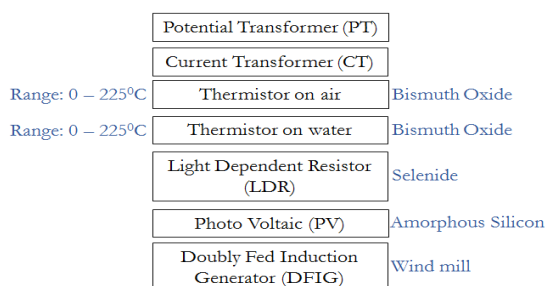 Potential Transformer (PT)
Current Transformer (CT)
Range: 0 – 225⁰C Thermistor on air Bismuth Oxide
Range: 0 – 225⁰C Thermistor on water Bismuth Oxide
Light Dependent Resistor
(LDR)
Selenide
Photo Voltaic (PV) Amorphous Silicon
Doubly Fed Induction
Generator (DFIG)
Wind mill